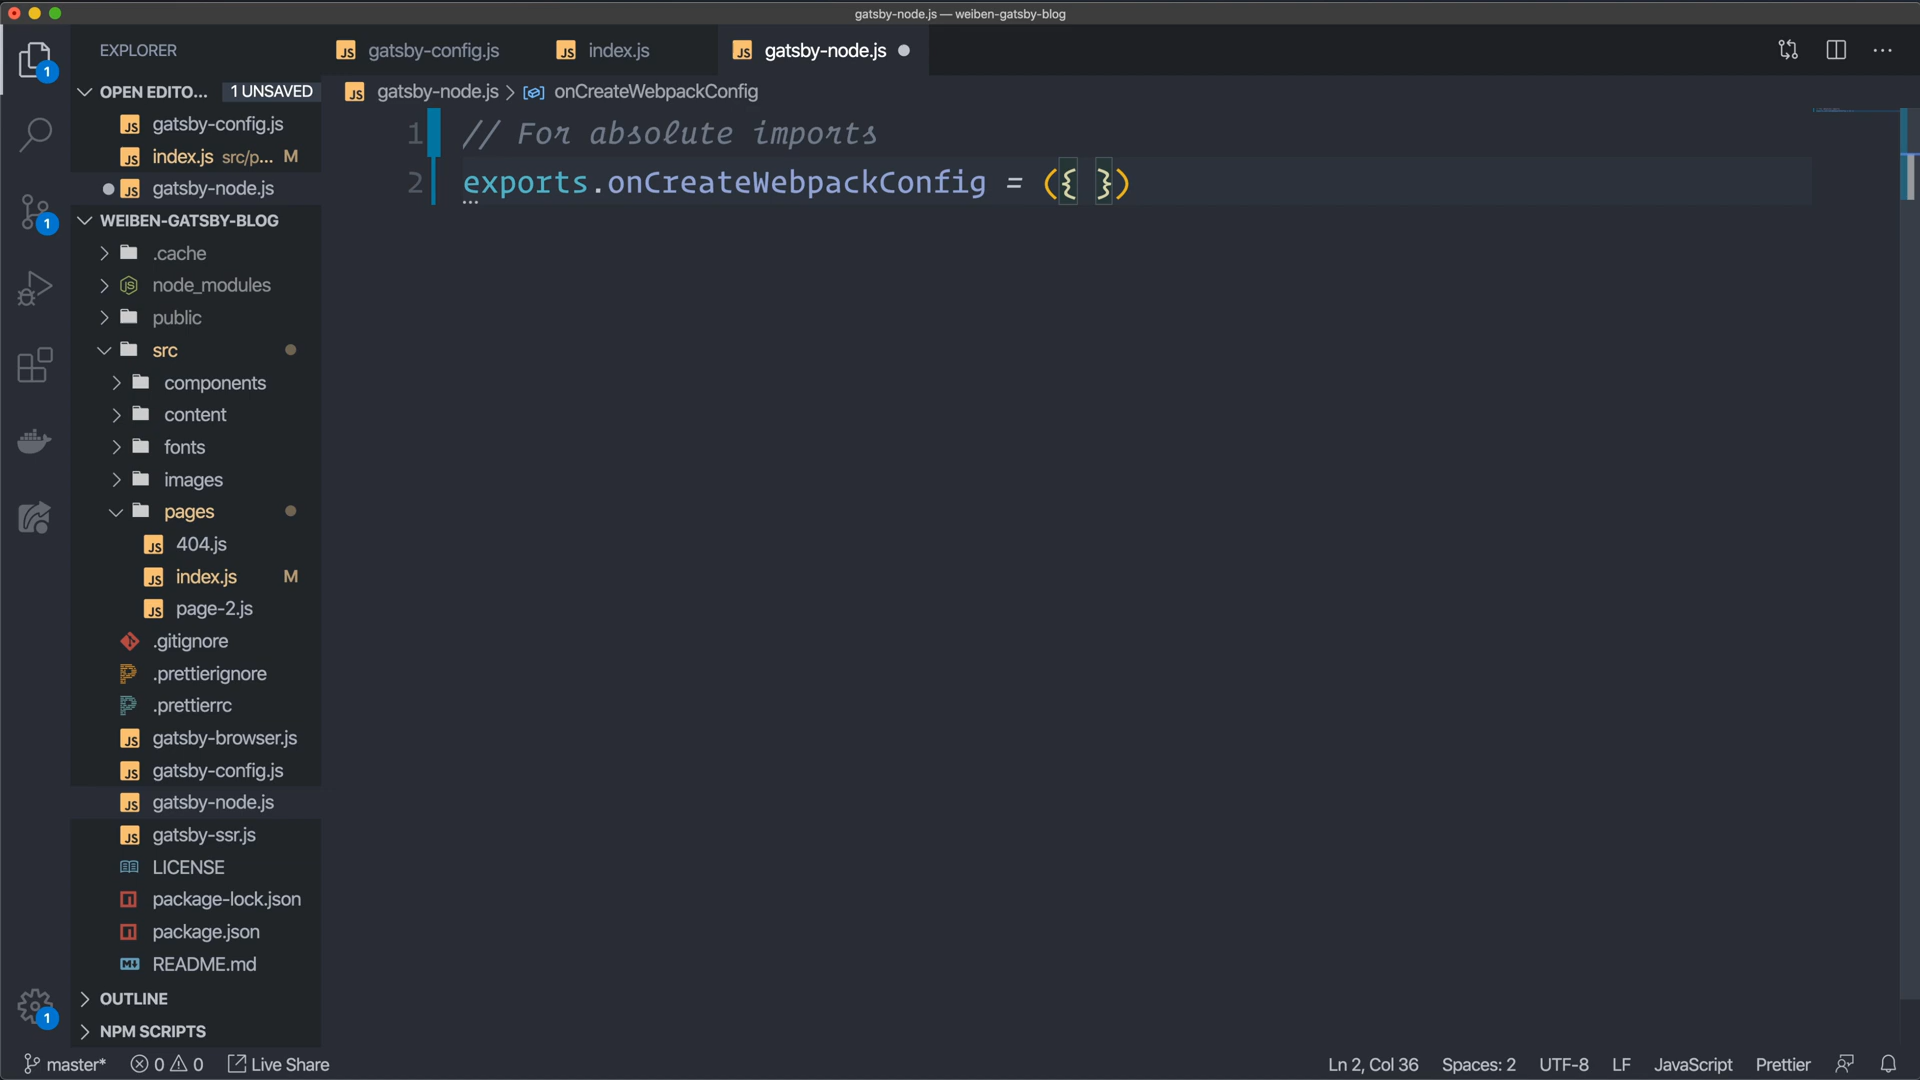 gatsby-node.js — weiben-gatsby-blog
EXPLORER
JS gatsby-config.js
JS index.js
JS gatsby-node.js
1
OPEN EDITO... 1 UNSAVED
JS gatsby-node.js > onCreateWebpackConfig
JS gatsby-config.js
JS index.js src/p... M
JS gatsby-node.js
1 // For absolute imports
2 exports.onCreateWebpackConfig = ({ })
1
WEIBEN-GATSBY-BLOG
.cache
JS node_modules
public
src
components
content
fonts
images
pages
JS 404.js
JS index.js M
JS page-2.js
.gitignore
.prettierignore
.prettierrc
JS gatsby-browser.js
JS gatsby-config.js
JS gatsby-node.js
JS gatsby-ssr.js
LICENSE
package-lock.json
package.json
README.md
OUTLINE
1
NPM SCRIPTS
master* 0 0 Live Share
Ln 2, Col 36 Spaces: 2 UTF-8 LF JavaScript Prettier